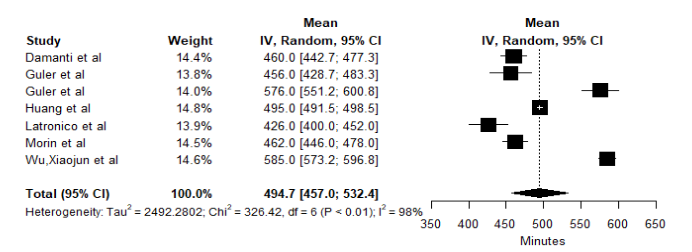 Mean Mean
Study Weight IV, Random, 95% CI IV, Random, 95% CI
Damanti et al 14.4% 460.0 [442.7; 477.3]
Guler et al 13.8% 456.0 [428.7; 483.3]
Guler et al 14.0% 576.0 [551.2; 600.8]
Huang et al 14.8% 495.0 [491.5; 498.5]
Latronico et al 13.9% 426.0 [400.0; 452.0]
Morin et al 14.5% 462.0 [446.0; 478.0]
Wu,Xiaojun et al 14.6% 585.0 [573.2; 596.8]
Total (95% CI) 100.0% 494.7 [457.0; 532.4]
Heterogeneity: Tau² = 2492.2802; Chi² = 326.42, df = 6 (P < 0.01); I² = 98%
350 400 450 500 550 600 650
Minutes